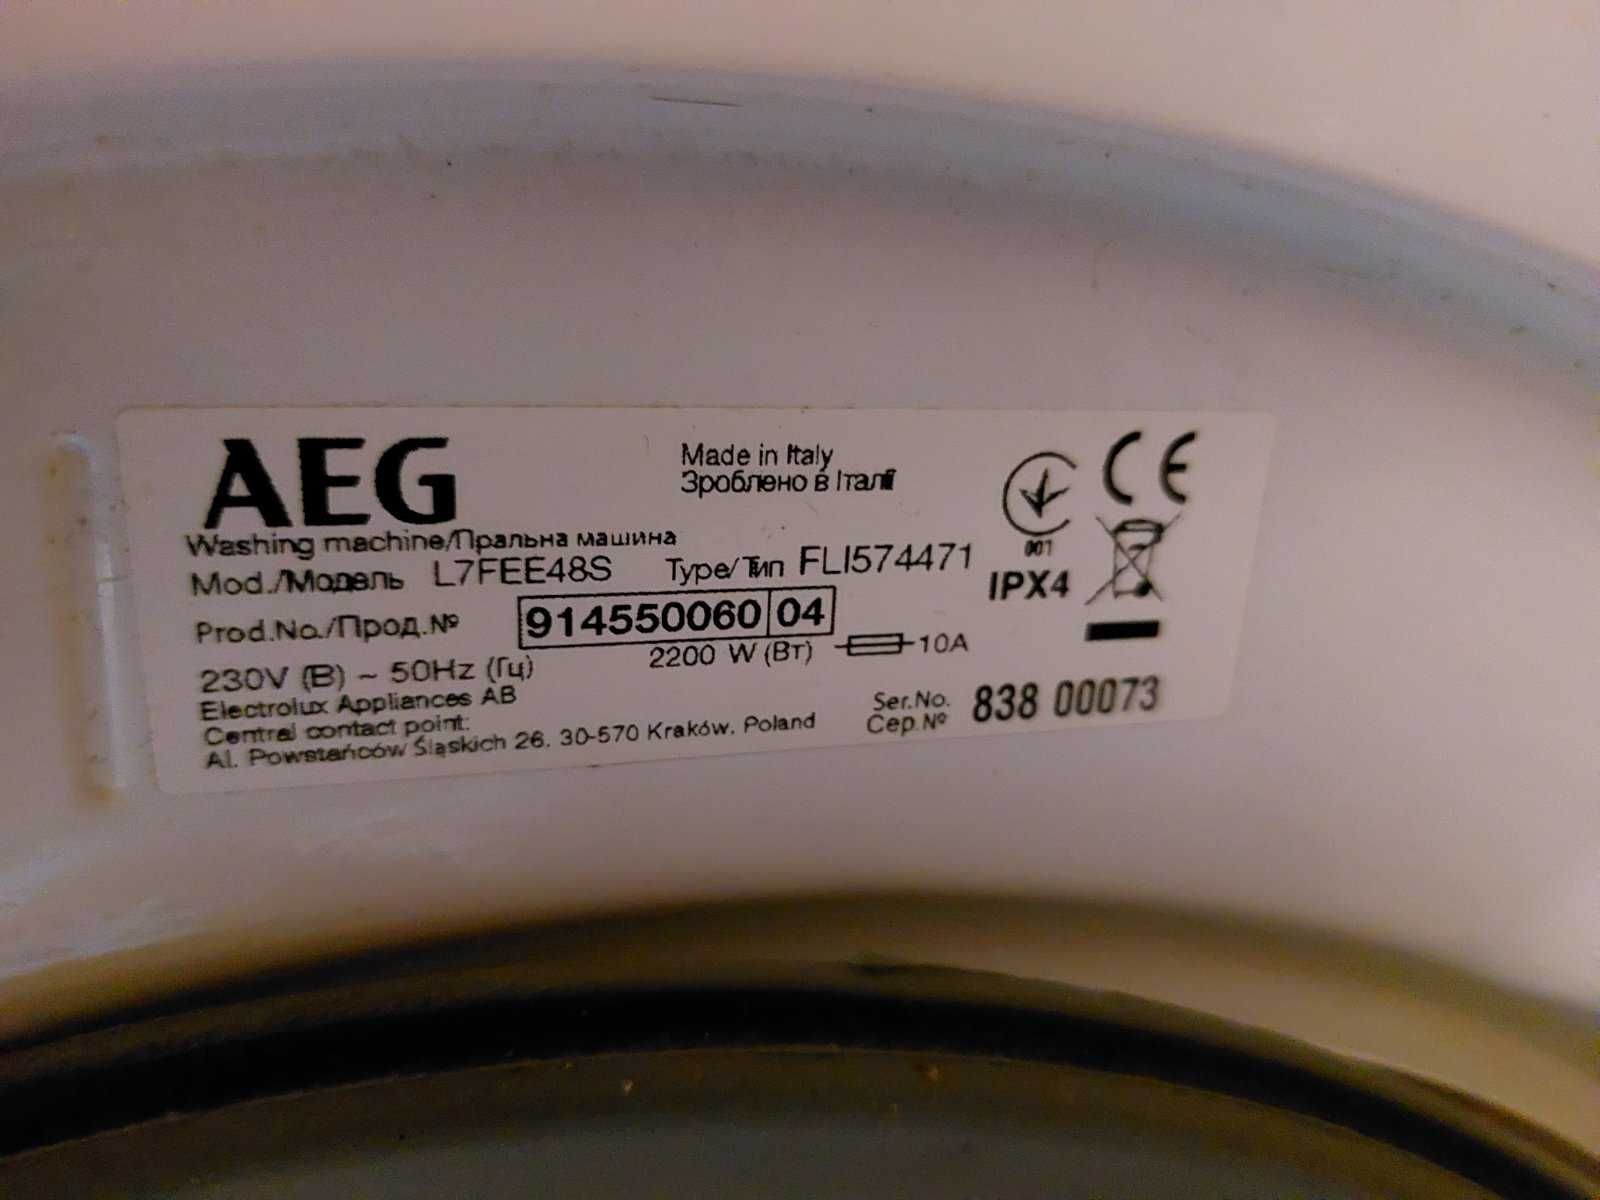 AEG
Made in Italy
Зроблено в Італії
Washing machine/Пральна машина
Mod./Модель L7FEE48S Type/Тип FLI574471
001
IPX4
Prod.No./Прод.№ 914550060 04
230V (В) ~ 50Hz (Гц) 2200 W (Вт) 10A
Electrolux Appliances AB
Central contact point:
Al. Powstańców Śląskich 26, 30-570 Kraków, Poland
Ser.No.
Сер.№ 838 00073
CE